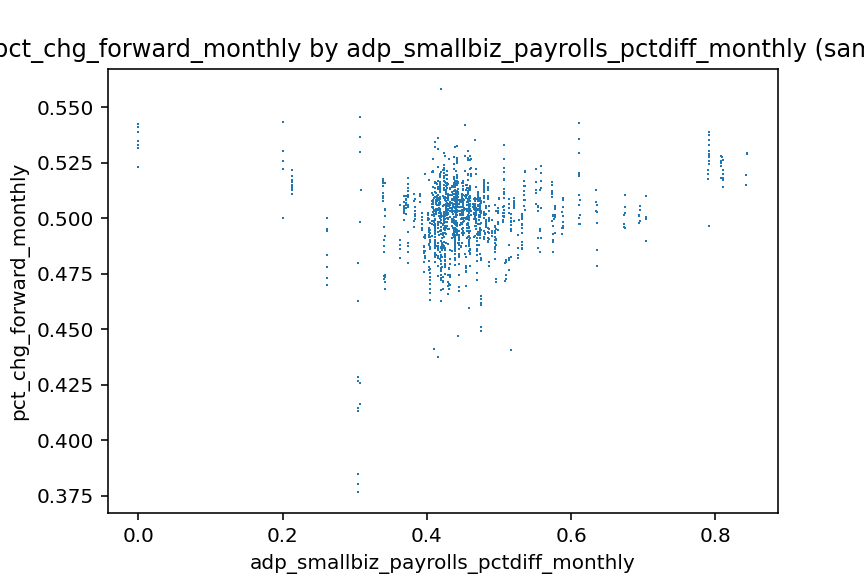 pct_chg_forward_monthly by adp_smallbiz_payrolls_pctdiff_monthly (sam
pct_chg_forward_monthly
0.550
0.525
0.500
0.475
0.450
0.425
0.400
0.375
0.0 0.2 0.4 0.6 0.8
adp_smallbiz_payrolls_pctdiff_monthly